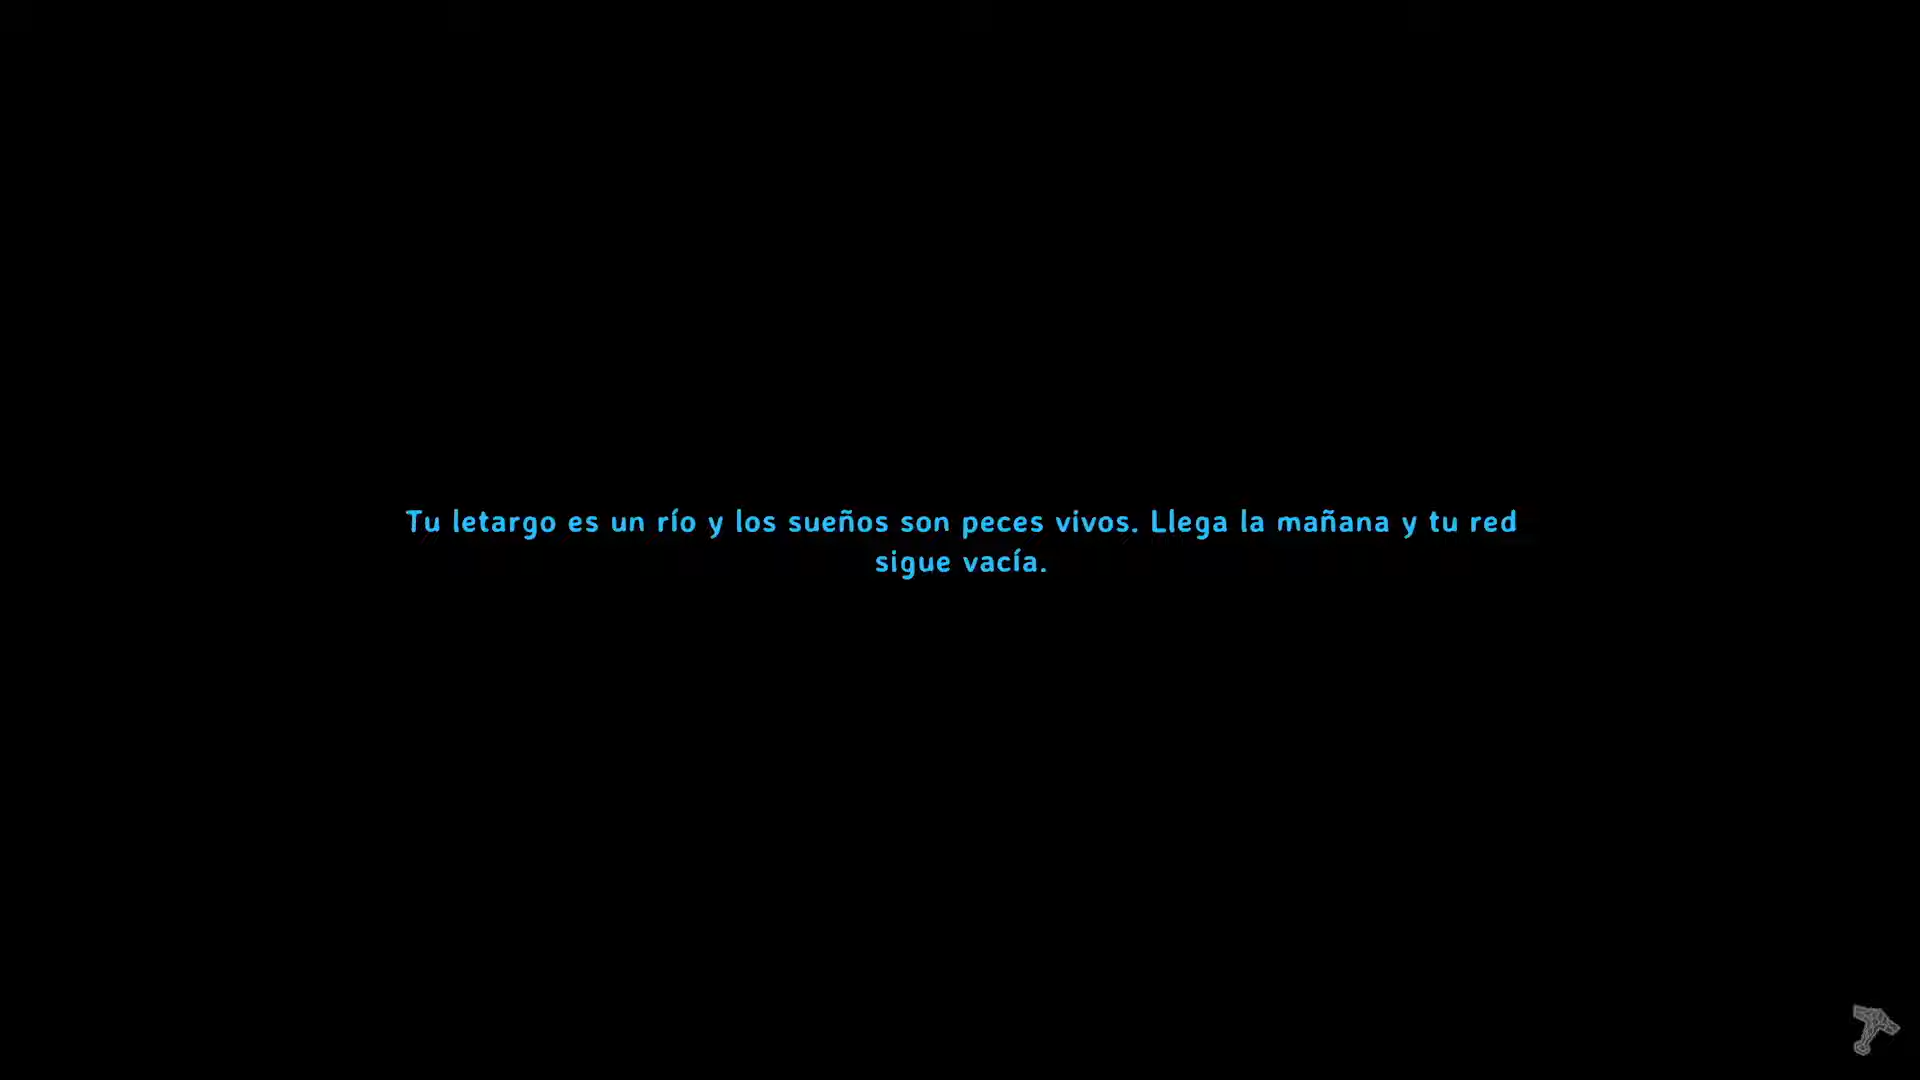 Tu letargo es un río y los sueños son peces vivos. Llega la mañana y tu red
sigue vacía.